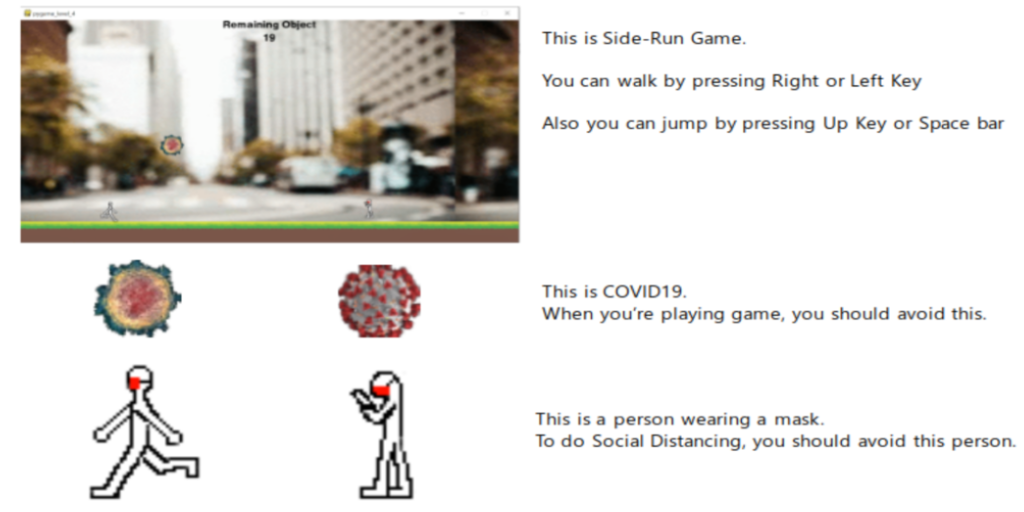 Remaining Object
19
This is Side-Run Game.
You can walk by pressing Right or Left Key
Also you can jump by pressing Up Key or Space bar
This is COVID19.
When you're playing game, you should avoid this.
This is a person wearing a mask.
To do Social Distancing, you should avoid this person.